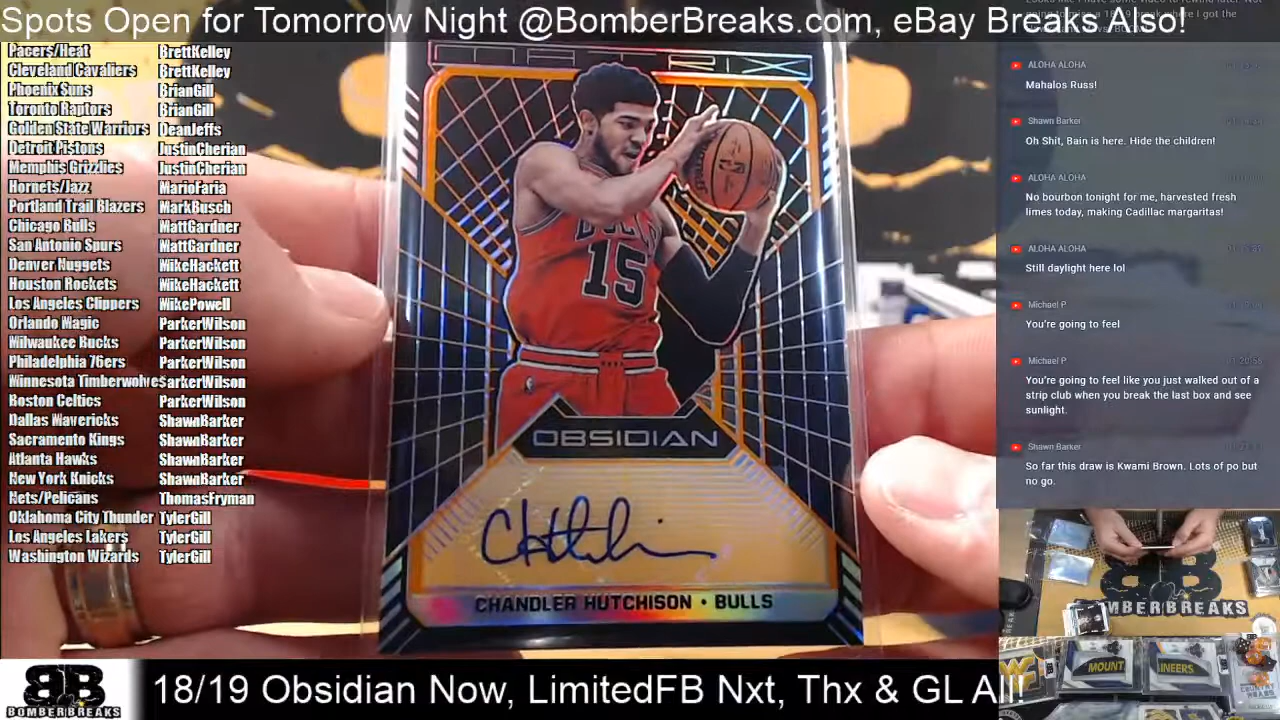 Spots Open for Tomorrow Night @BomberBreaks.com, eBay Breaks Also!
Pacers/Heat BrettKelley
Cleveland Cavaliers BrettKelley
Phoenix Suns BrianGill
Toronto Raptors BrianGill
Golden State Warriors DeanJeffs
Detroit Pistons JustinCherian
Memphis Grizzlies JustinCherian
Hornets/Jazz MarioFaria
Portland Trail Blazers MarkBusch
Chicago Bulls MattGardner
San Antonio Spurs MattGardner
Denver Nuggets MikeHackett
Houston Rockets MikeHackett
Los Angeles Clippers MikePowell
Orlando Magic ParkerWilson
Milwaukee Bucks ParkerWilson
Philadelphia 76ers ParkerWilson
Minnesota Timberwolves ParkerWilson
Boston Celtics ParkerWilson
Dallas Mavericks ShawnBarker
Sacramento Kings ShawnBarker
Atlanta Hawks ShawnBarker
New York Knicks ShawnBarker
Nets/Pelicans ThomasFryman
Oklahoma City Thunder TylerGill
Los Angeles Lakers TylerGill
Washington Wizards TylerGill
MATRIX
BULLS
15
OBSIDIAN
CHANDLER HUTCHISON • BULLS
ALOHA ALOHA
Mahalos Russ!
Shawn Barker
Oh Shit, Bain is here. Hide the children!
ALOHA ALOHA
No bourbon tonight for me, harvested fresh
limes today, making Cadillac margaritas!
ALOHA ALOHA
Still daylight here lol
Michael P
You're going to feel
Michael P
You're going to feel like you just walked out of a
strip club when you break the last box and see
sunlight.
Shawn Barker
So far this draw is Kwami Brown. Lots of po but
no go.
BB
OMBERBREAKS
MOUNT
INEERS
BB
BOMBERBREAKS
18/19 Obsidian Now, LimitedFB Nxt, Thx & GL All!